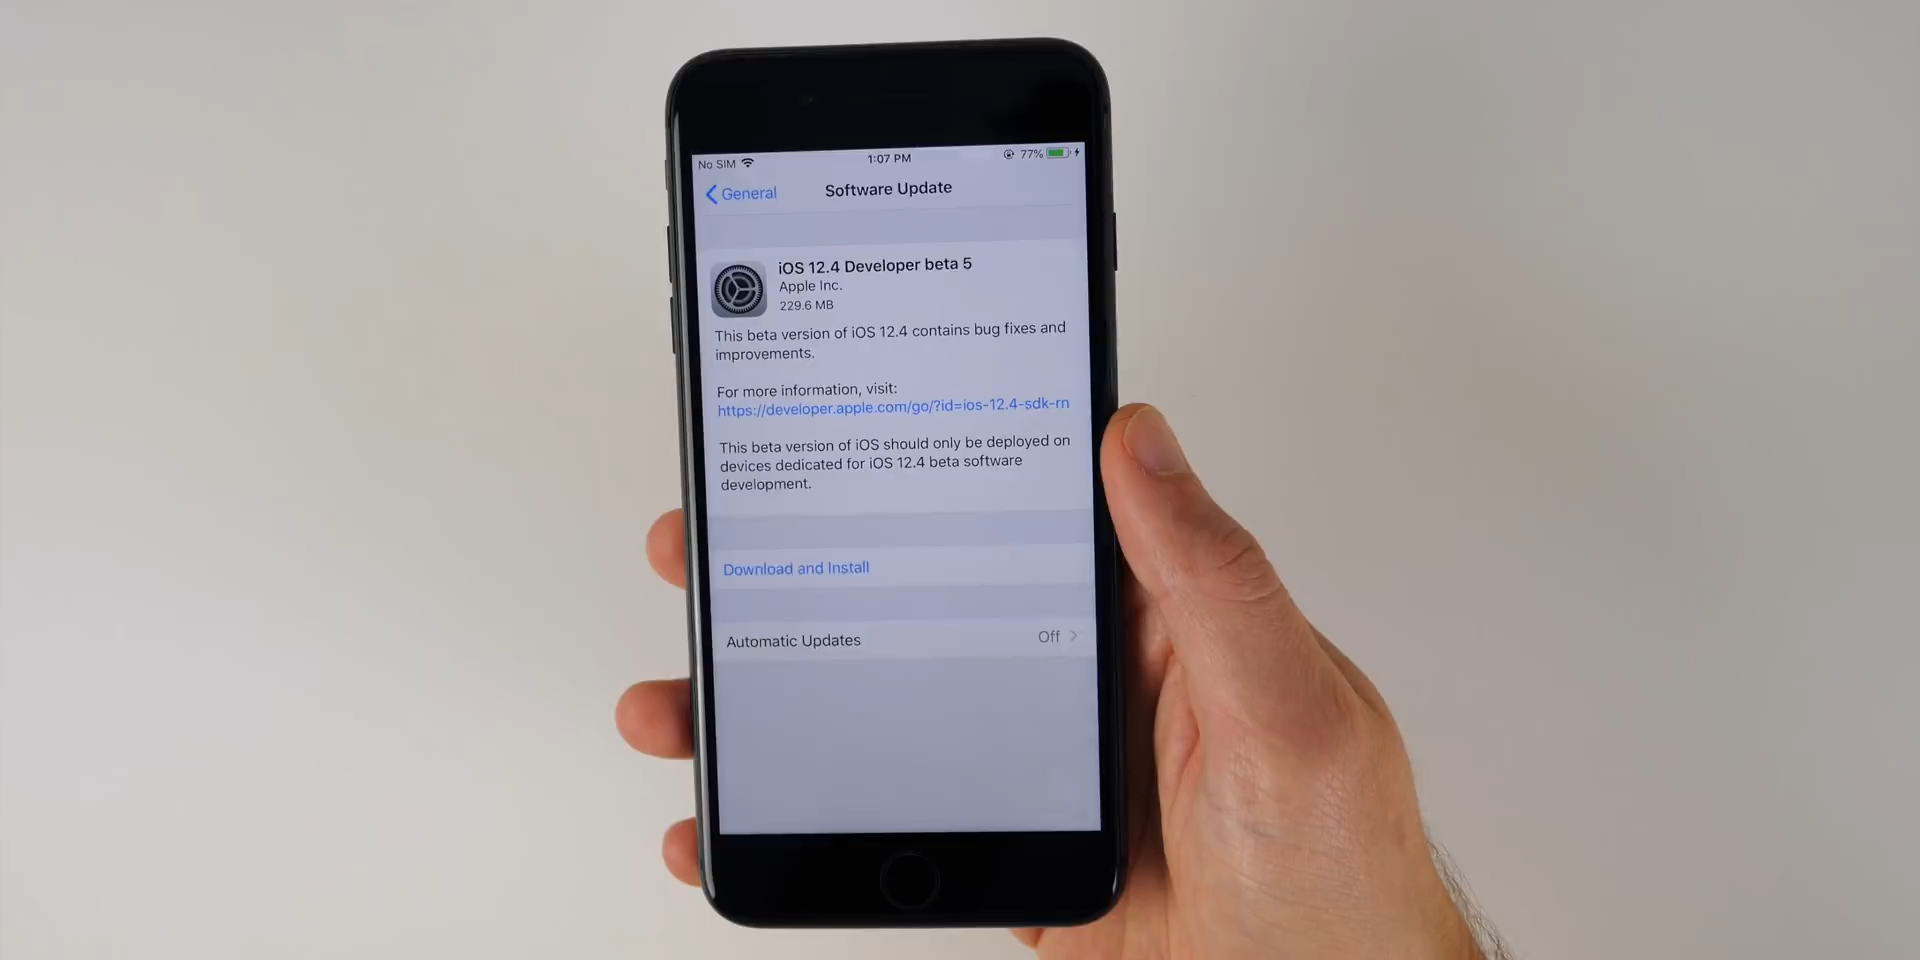 No SIM 1:07 PM 77%
General Software Update
iOS 12.4 Developer beta 5
Apple Inc.
229.6 MB
This beta version of iOS 12.4 contains bug fixes and
improvements.
For more information, visit:
https://developer.apple.com/go/?id=ios-12.4-sdk-rn
This beta version of iOS should only be deployed on
devices dedicated for iOS 12.4 beta software
development.
Download and Install
Automatic Updates Off